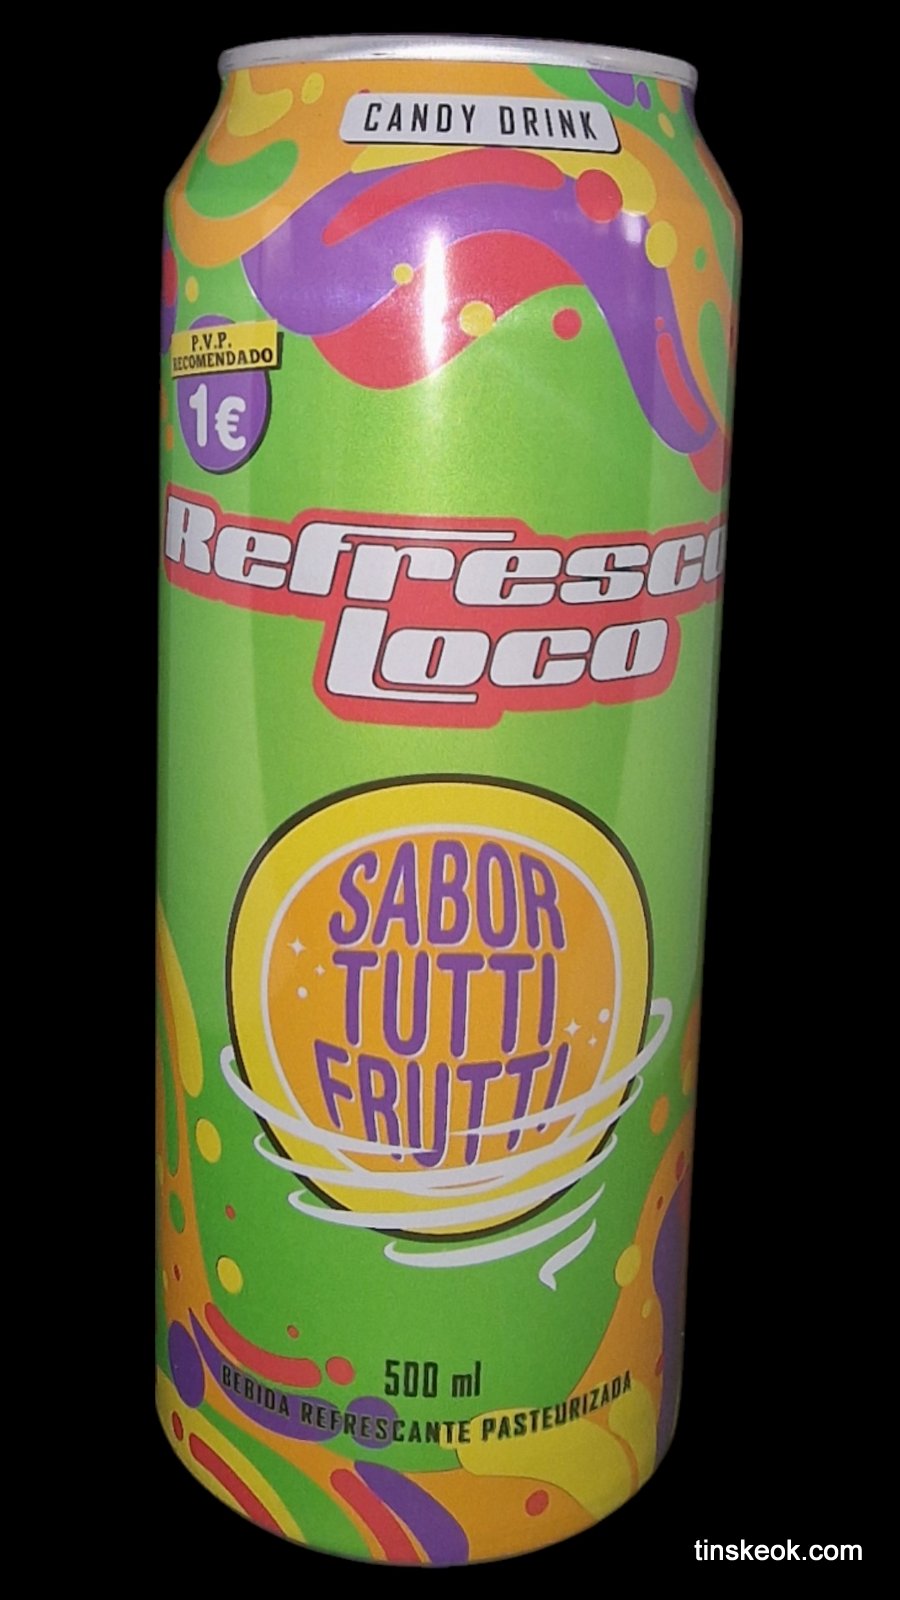 CANDY DRINK
P.V.P.
RECOMENDADO
1€
Refresco
Loco
SABOR
TUTTI
FRUTTI
500 ml
BEBIDA REFRESCANTE PASTEURIZADA
tinskeok.com